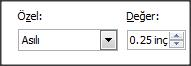 Özel: Değer:
Asılı 0.25 inç